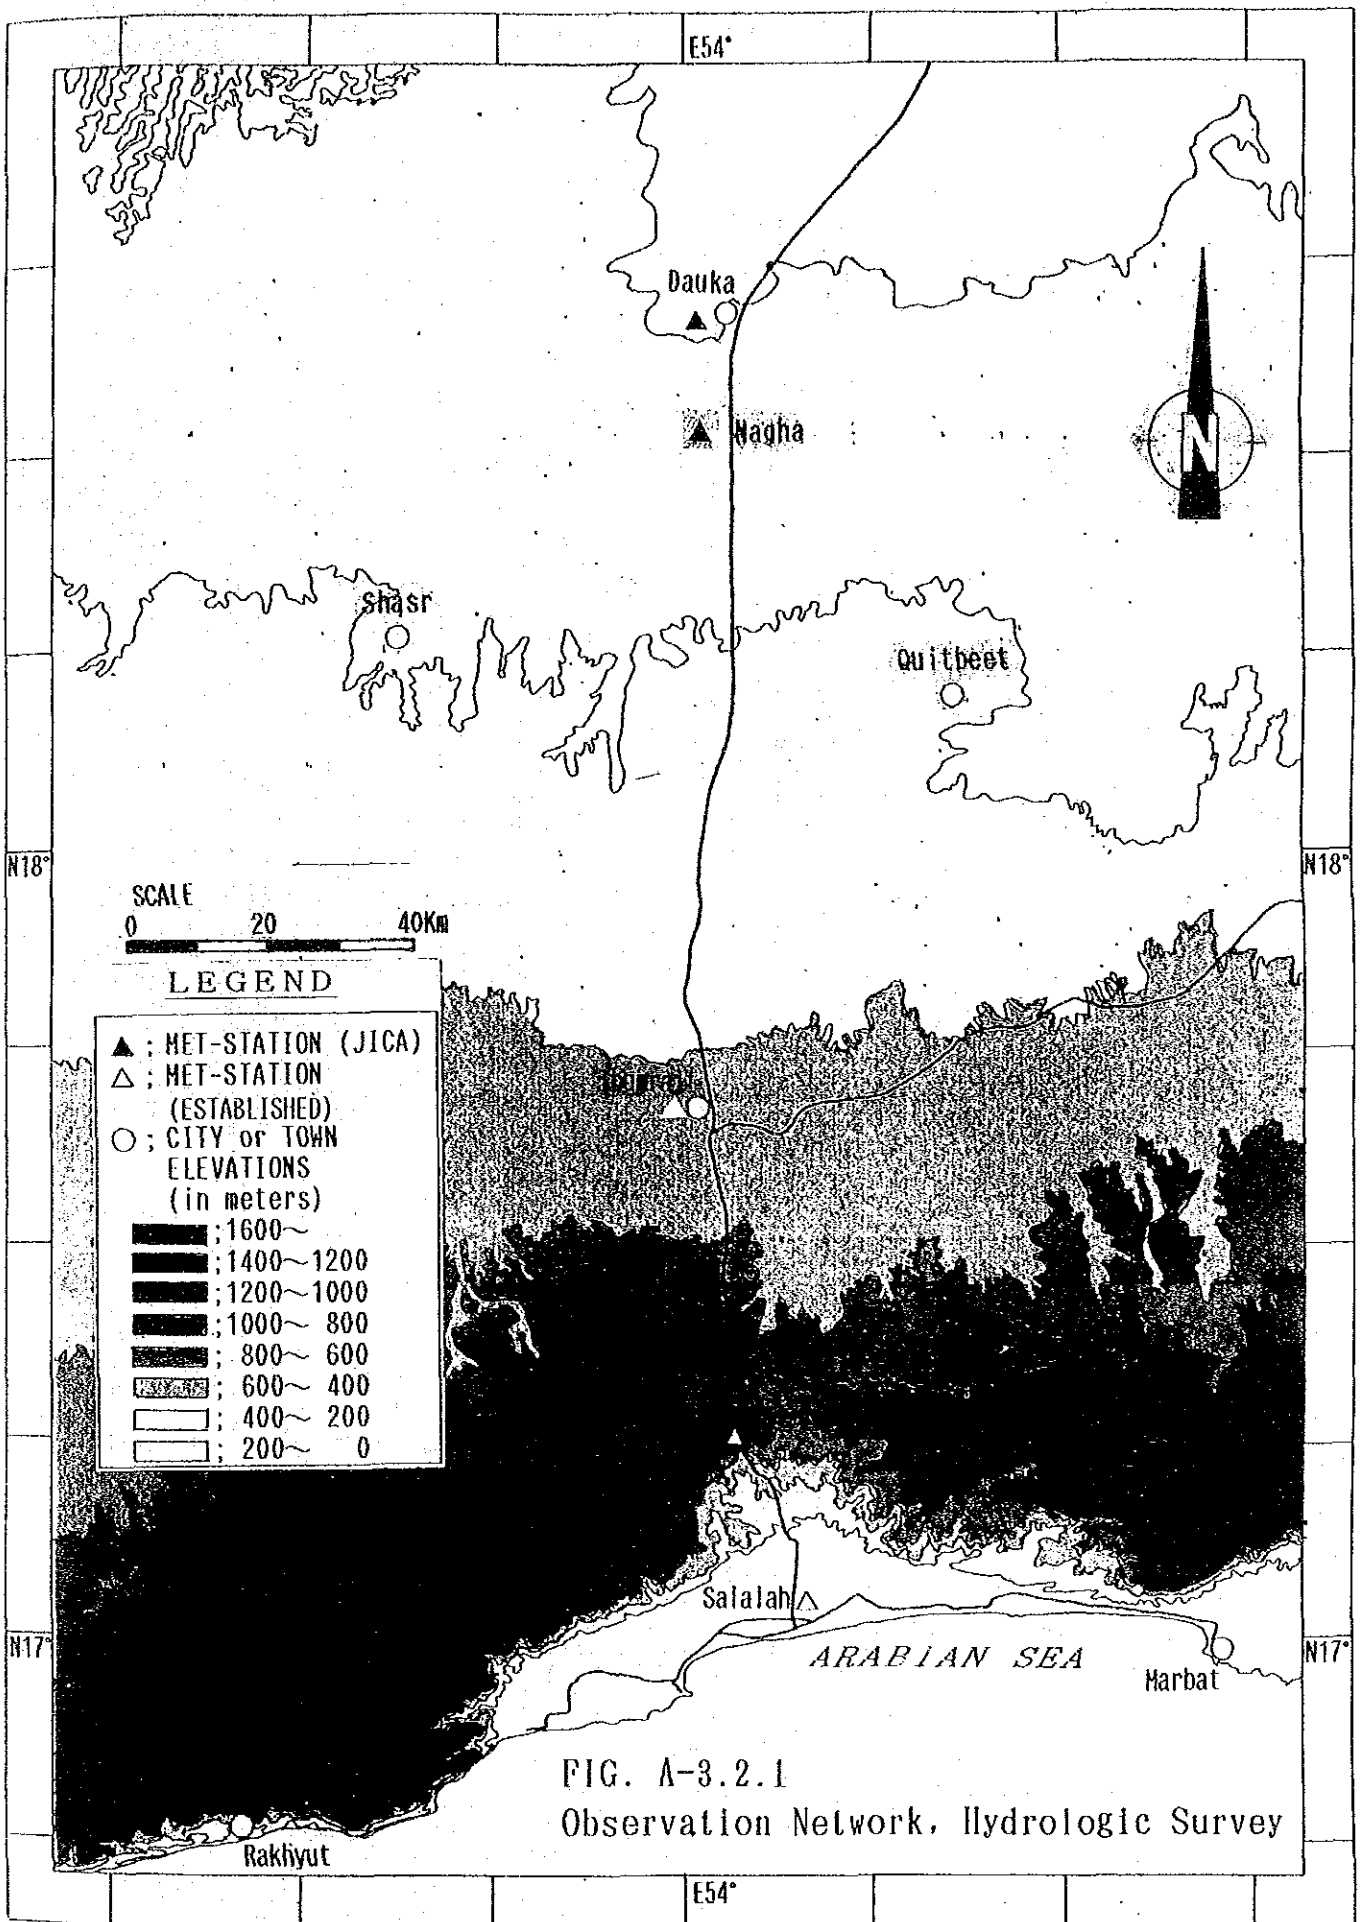 E54°
Dauka
Nagha
Shasr
Quitbeet
N
N18°
N18°
SCALE
0 20 40Km
LEGEND
▲ ; MET-STATION (JICA)
△ ; MET-STATION
(ESTABLISHED)
○ ; CITY or TOWN
ELEVATIONS
(in meters)
; 1600~
; 1400~1200
; 1200~1000
; 1000~ 800
; 800~ 600
; 600~ 400
; 400~ 200
; 200~ 0
Salalah
N17°
N17°
ARABIAN SEA
Marbat
FIG. A-3.2.1
Observation Network, Hydrologic Survey
Rakhyut
E54°